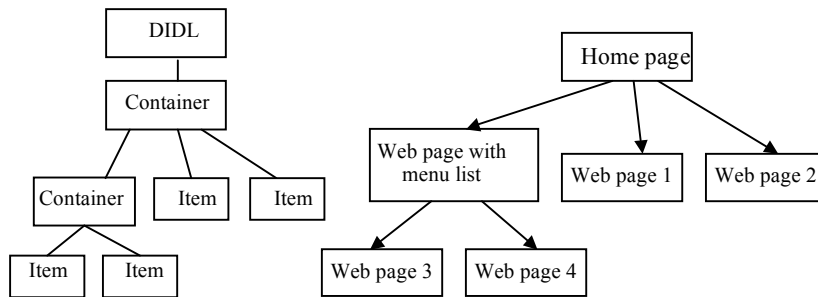 DIDL
Container
Container
Item
Item
Item
Item
Home page
Web page with
menu list
Web page 1
Web page 2
Web page 3
Web page 4